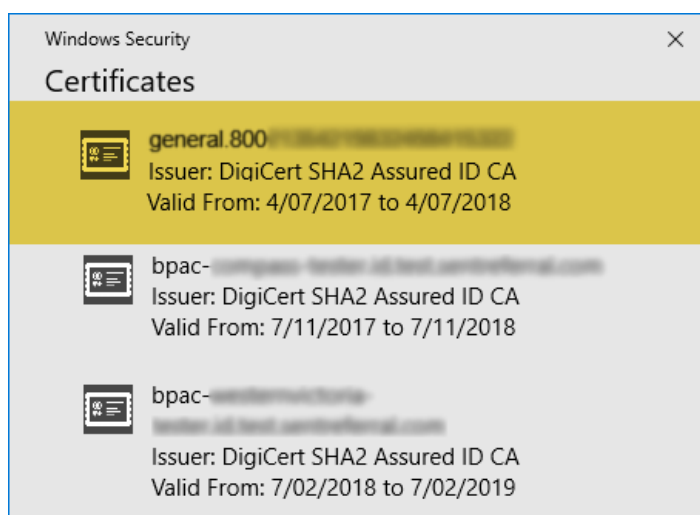 Windows Security
Certificates
general.800
Issuer: DigiCert SHA2 Assured ID CA
Valid From: 4/07/2017 to 4/07/2018
bpac-
Issuer: DigiCert SHA2 Assured ID CA
Valid From: 7/11/2017 to 7/11/2018
bpac-
Issuer: DigiCert SHA2 Assured ID CA
Valid From: 7/02/2018 to 7/02/2019